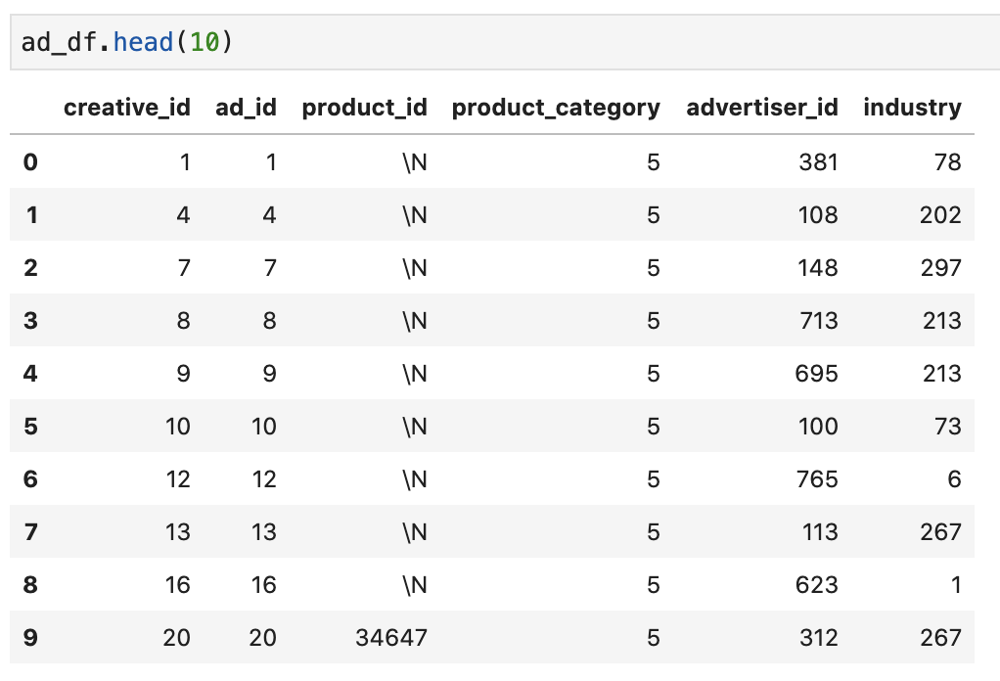 ad_df.head(10)
creative_id ad_id product_id product_category advertiser_id industry
0 1 1 \N 5 381 78
1 4 4 \N 5 108 202
2 7 7 \N 5 148 297
3 8 8 \N 5 713 213
4 9 9 \N 5 695 213
5 10 10 \N 5 100 73
6 12 12 \N 5 765 6
7 13 13 \N 5 113 267
8 16 16 \N 5 623 1
9 20 20 34647 5 312 267